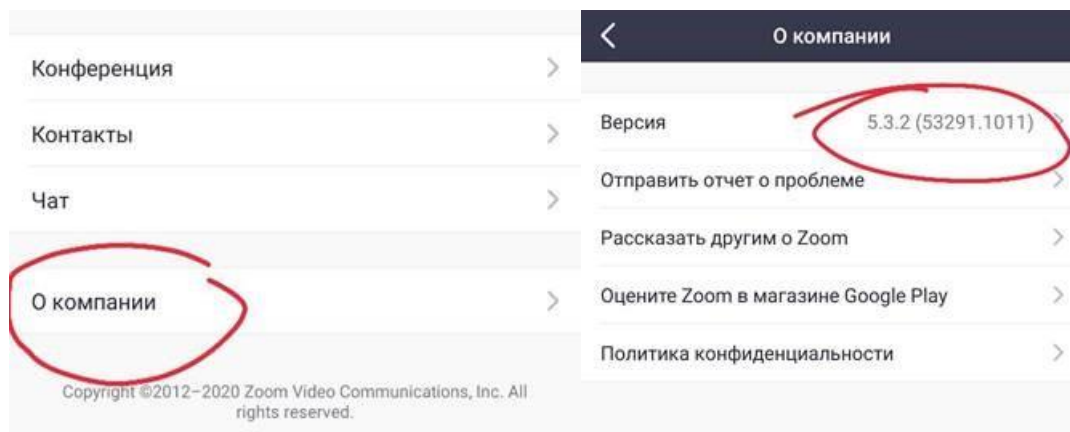 Конференция
Контакты
Чат
О компании
Copyright ©2012–2020 Zoom Video Communications, Inc. All
rights reserved.
О компании
Версия 5.3.2 (53291.1011)
Отправить отчет о проблеме
Рассказать другим о Zoom
Оцените Zoom в магазине Google Play
Политика конфиденциальности